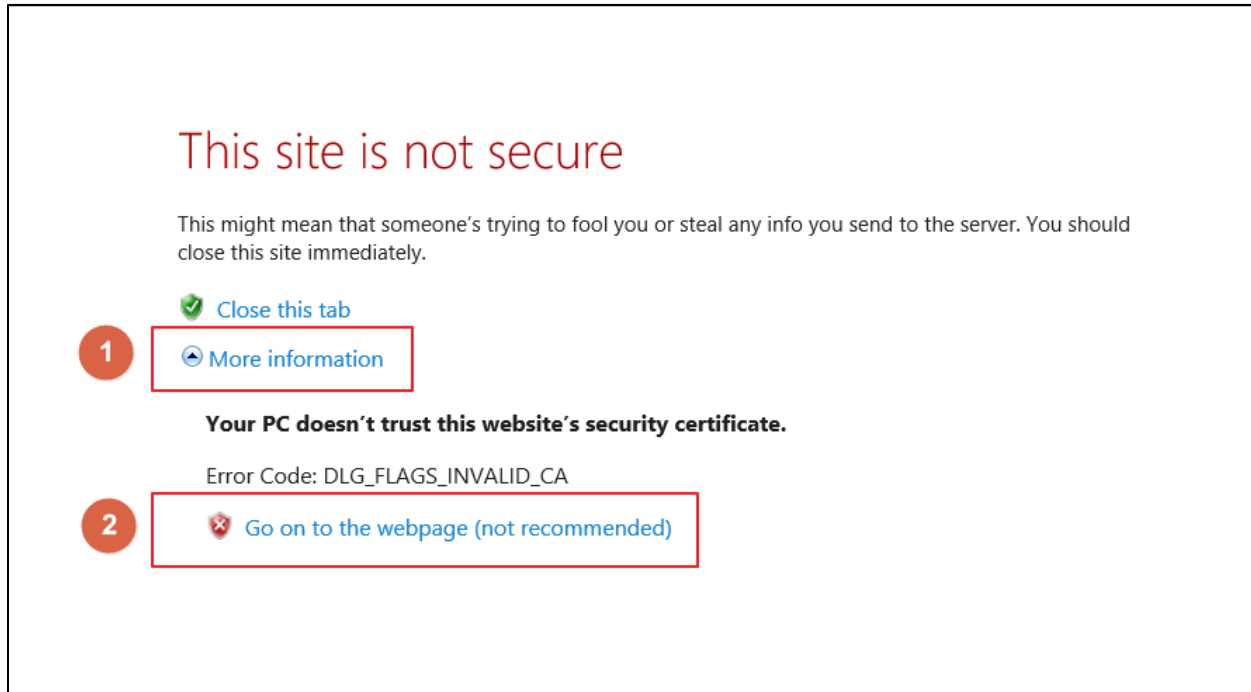 This site is not secure
This might mean that someone's trying to fool you or steal any info you send to the server. You should
close this site immediately.
Close this tab
1
More information
Your PC doesn't trust this website's security certificate.
Error Code: DLG_FLAGS_INVALID_CA
2
Go on to the webpage (not recommended)